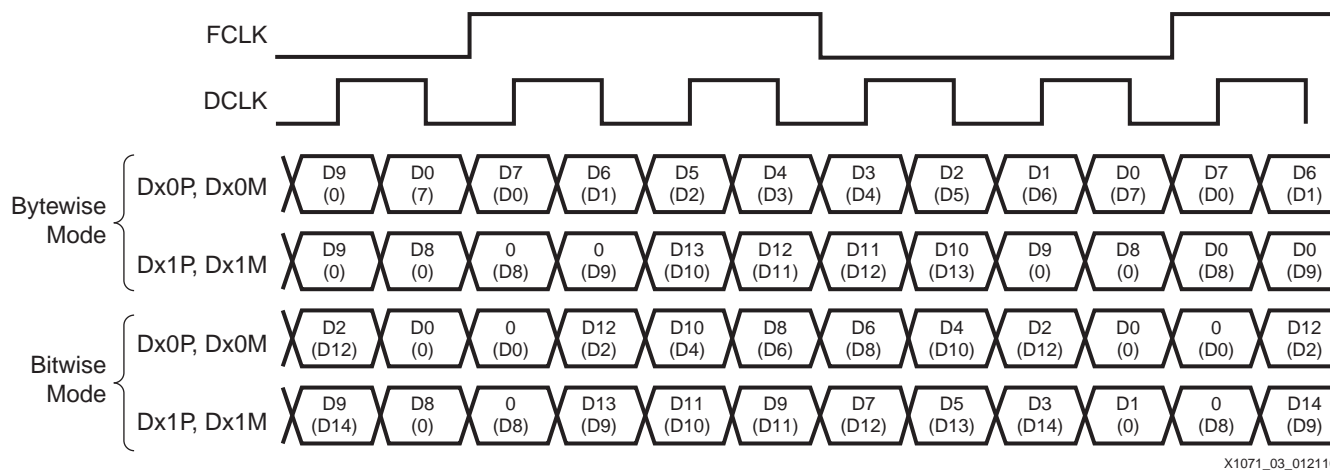 FCLK
DCLK
Bytewise
Mode
Dx0P, Dx0M
D9 D0 D7 D6 D5 D4 D3 D2 D1 D0 D7 D6
(0) (7) (D0) (D1) (D2) (D3) (D4) (D5) (D6) (D7) (D0) (D1)
Dx1P, Dx1M
D9 D8 0 0 D13 D12 D11 D10 D9 D8 D0 D0
(0) (0) (D8) (D9) (D10) (D11) (D12) (D13) (0) (0) (D8) (D9)
Bitwise
Mode
Dx0P, Dx0M
D2 D0 0 D12 D10 D8 D6 D4 D2 D0 0 D12
(D12) (0) (D0) (D2) (D4) (D6) (D8) (D10) (D12) (0) (D0) (D2)
Dx1P, Dx1M
D9 D8 0 D13 D11 D9 D7 D5 D3 D1 0 D14
(D14) (0) (D8) (D9) (D10) (D11) (D12) (D13) (D14) (0) (D8) (D9)